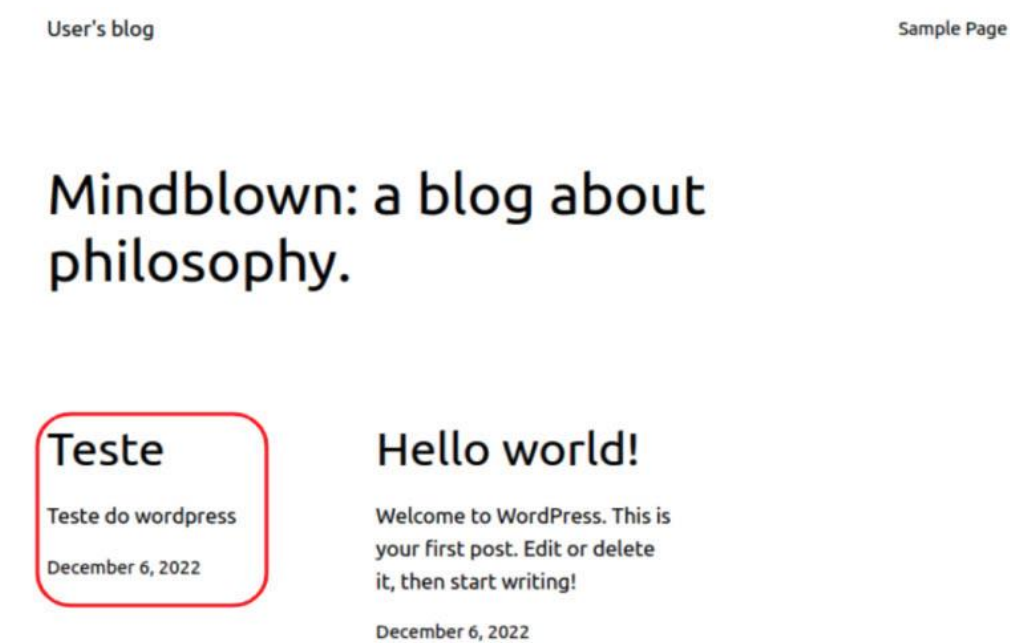 User's blog
Sample Page
Mindblown: a blog about
philosophy.
Teste
Teste do wordpress
December 6, 2022
Hello world!
Welcome to WordPress. This is
your first post. Edit or delete
it, then start writing!
December 6, 2022